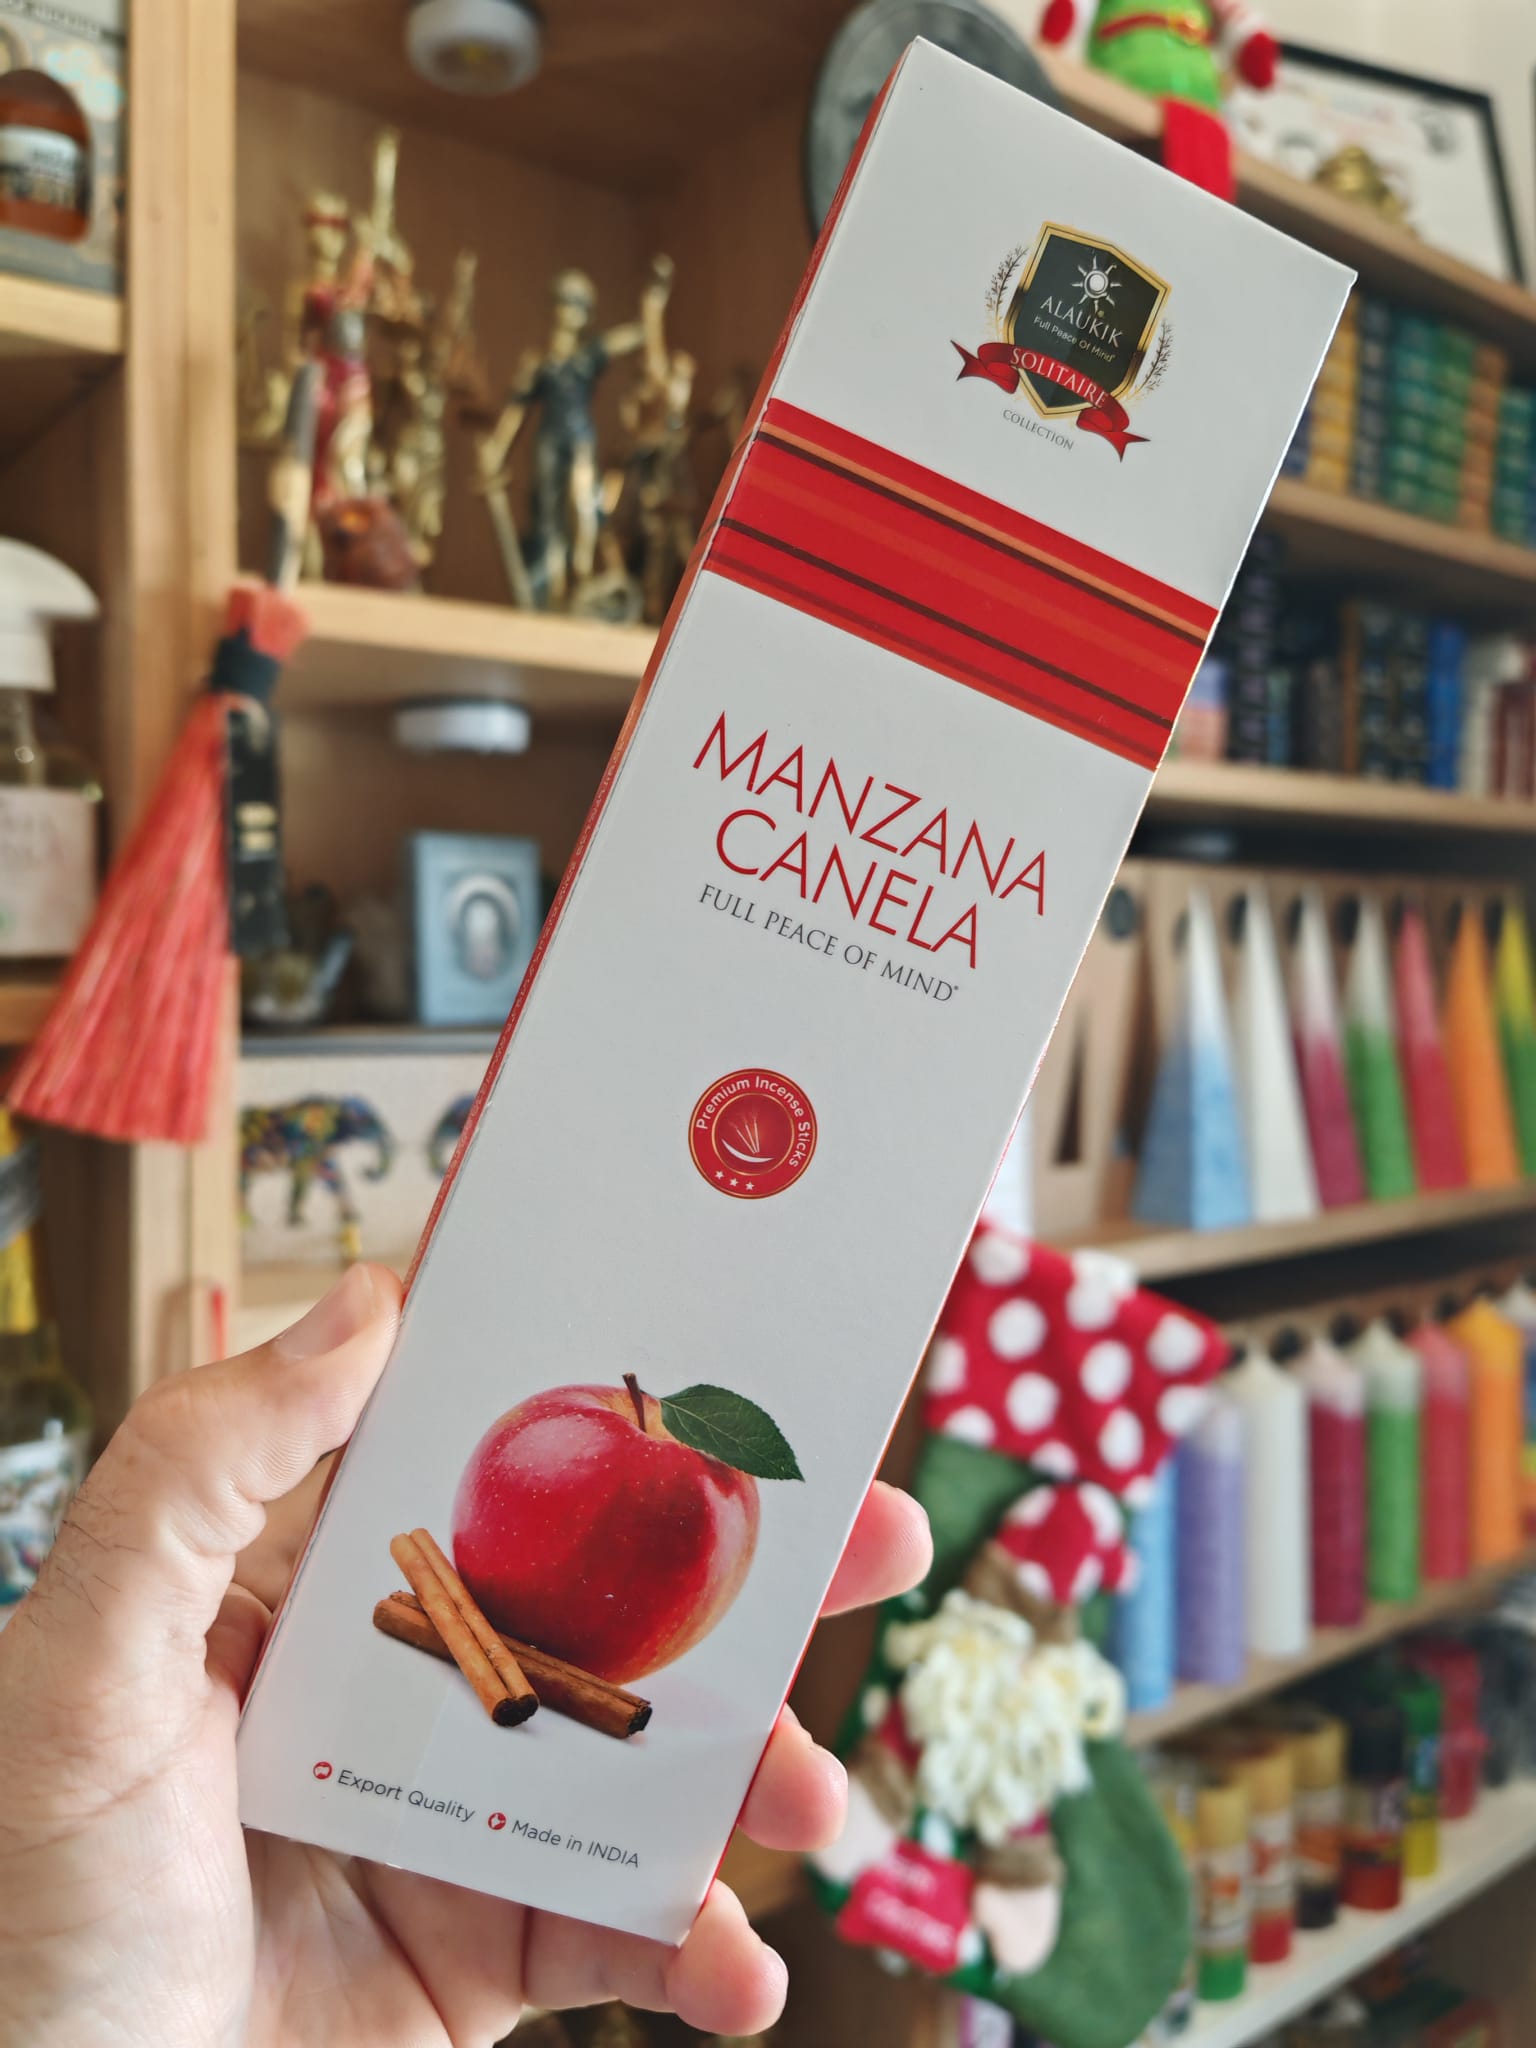 ALAUKIK
Full Peace Of Mind
SOLITAIRE
COLLECTION
MANZANA
CANELA
FULL PEACE OF MIND®
Premium Incense Sticks
Export Quality
Made in INDIA